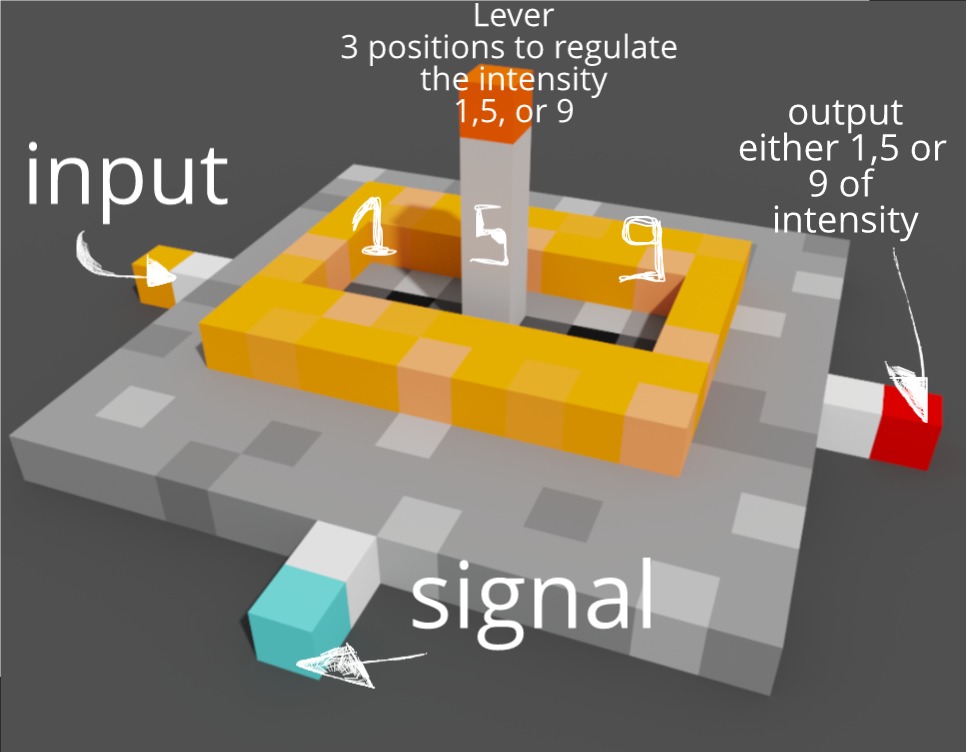 Lever
3 positions to regulate
the intensity
1,5, or 9
output
either 1,5 or
9 of
intensity
input
1 5 9
signal